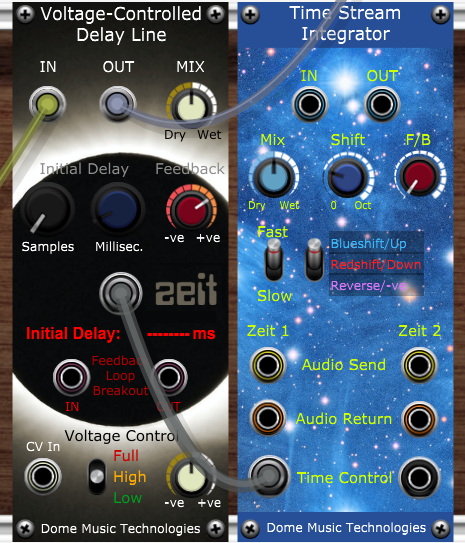 Voltage-Controlled
Delay Line
IN OUT MIX
Dry Wet
Initial Delay Feedback
Samples Millisec. -ve +ve
zeit
Initial Delay: -------- ms
Feedback
Loop
Breakout
IN OUT
Voltage Control
CV In
Full
High
Low
-ve +ve
Dome Music Technologies
Time Stream
Integrator
IN OUT
Mix Shift F/B
Dry Wet 0 Oct
Fast
Slow
Blueshift/Up
Redshift/Down
Reverse/-ve
Zeit 1 Zeit 2
Audio Send
Audio Return
Time Control
Dome Music Technologies